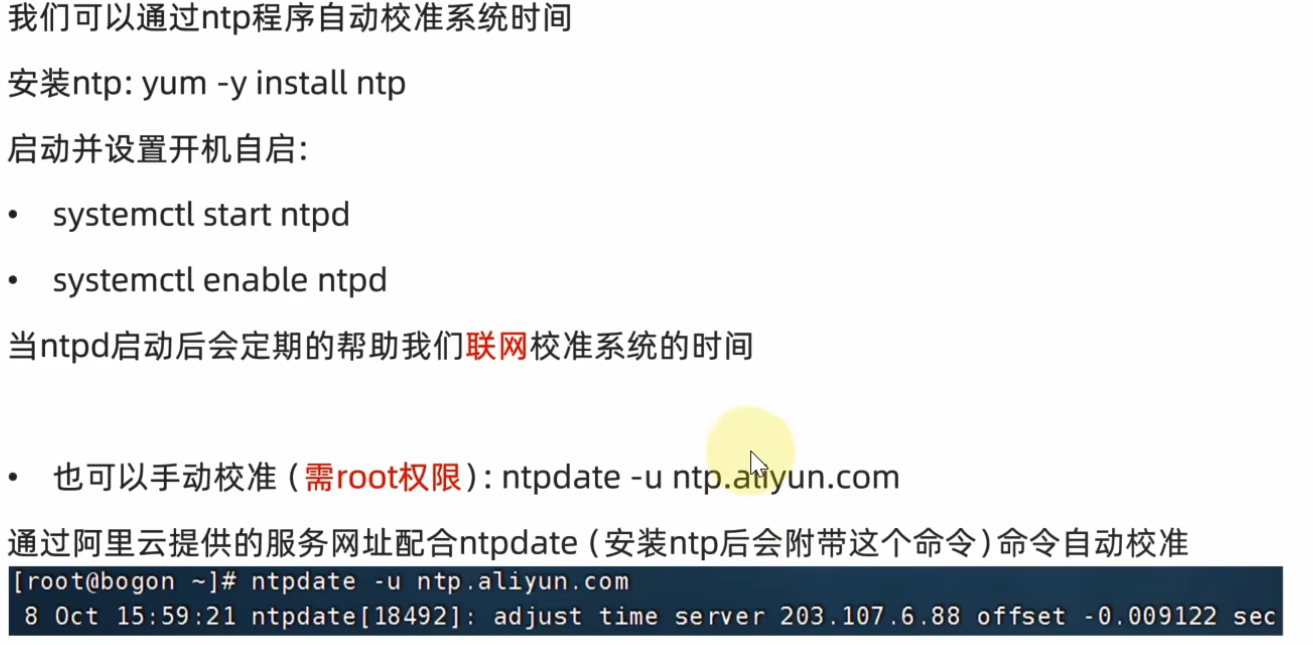 我们可以通过ntp程序自动校准系统时间
安装ntp: yum -y install ntp
启动并设置开机自启:
• systemctl start ntpd
• systemctl enable ntpd
当ntpd启动后会定期的帮助我们联网校准系统的时间
• 也可以手动校准（需root权限）: ntpdate -u ntp.aliyun.com
通过阿里云提供的服务网址配合ntpdate（安装ntp后会附带这个命令）命令自动校准
[root@bogon ~]# ntpdate -u ntp.aliyun.com
8 Oct 15:59:21 ntpdate[18492]: adjust time server 203.107.6.88 offset -0.009122 sec